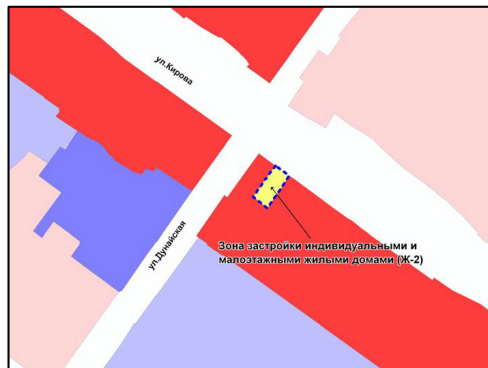 ул.Кирова
ул.Дунайская
Зона застройки индивидуальными и
малоэтажными жилыми домами (Ж-2)